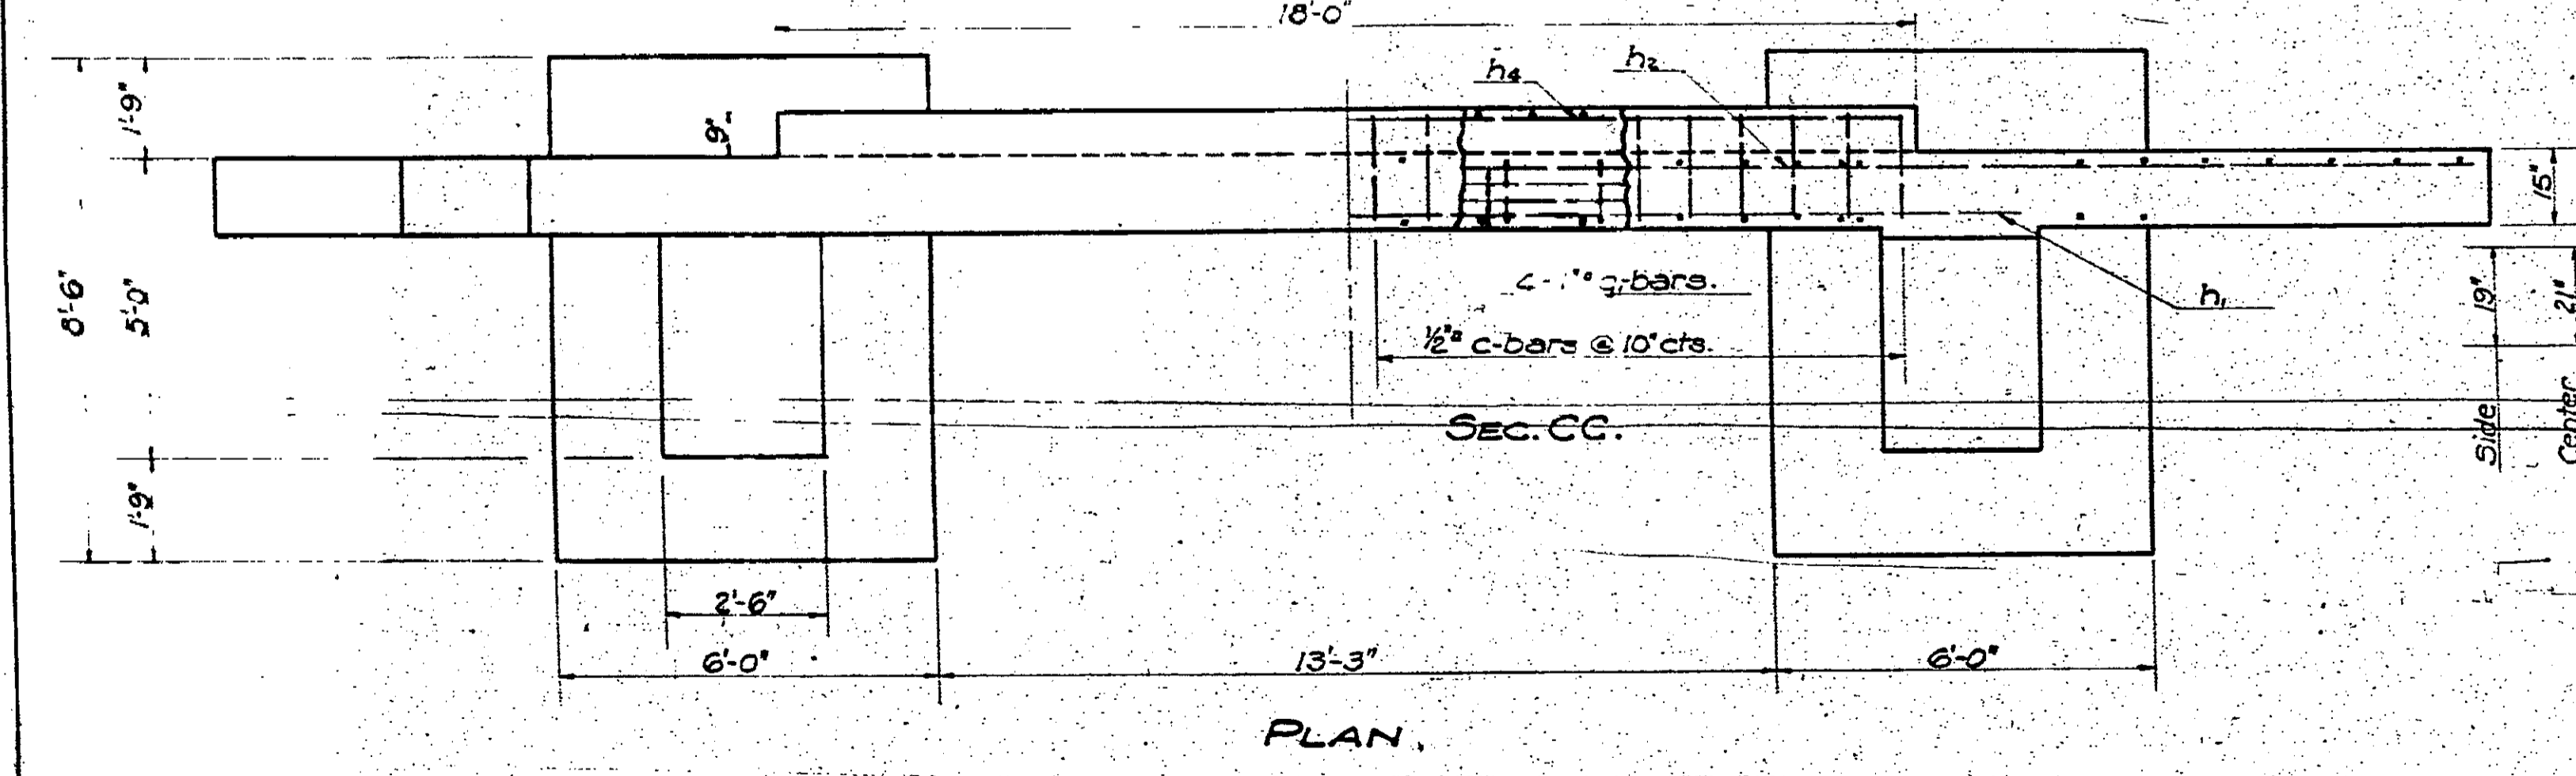 18'-0"
h4
h2
1'-9"
9"
15"
8'-6"
5'-0"
g-bars.
h1
19"
21"
½"□ c-bars @ 10" cts.
SEC. CC.
Side
Center
1'-9"
2'-6"
6'-0"
13'-3"
6'-0"
PLAN.